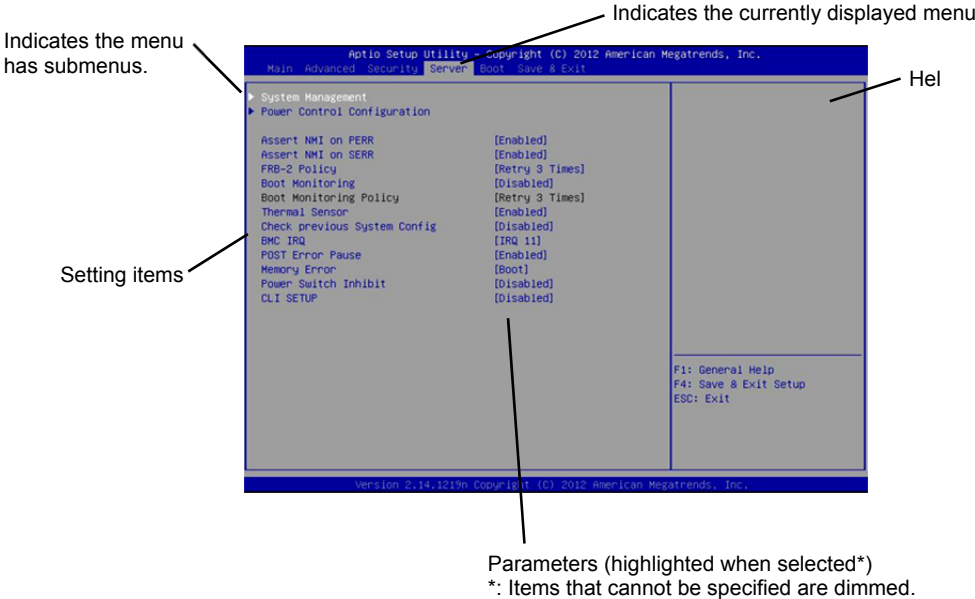 Indicates the currently displayed menu
Indicates the menu
has submenus.
Aptio Setup Utility – Copyright (C) 2012 American Megatrends, Inc.
Main Advanced Security Server Boot Save & Exit
Hel
System Management
Power Control Configuration
Assert NMI on PERR [Enabled]
Assert NMI on SERR [Enabled]
FRB-2 Policy [Retry 3 Times]
Boot Monitoring [Disabled]
Boot Monitoring Policy [Retry 3 Times]
Thermal Sensor [Enabled]
Check previous System Config [Disabled]
BMC IRQ [IRQ 11]
POST Error Pause [Enabled]
Memory Error [Boot]
Power Switch Inhibit [Disabled]
CLI SETUP [Disabled]
Setting items
F1: General Help
F4: Save & Exit Setup
ESC: Exit
Version 2.14.1219n Copyright (C) 2012 American Megatrends, Inc.
Parameters (highlighted when selected*)
*: Items that cannot be specified are dimmed.